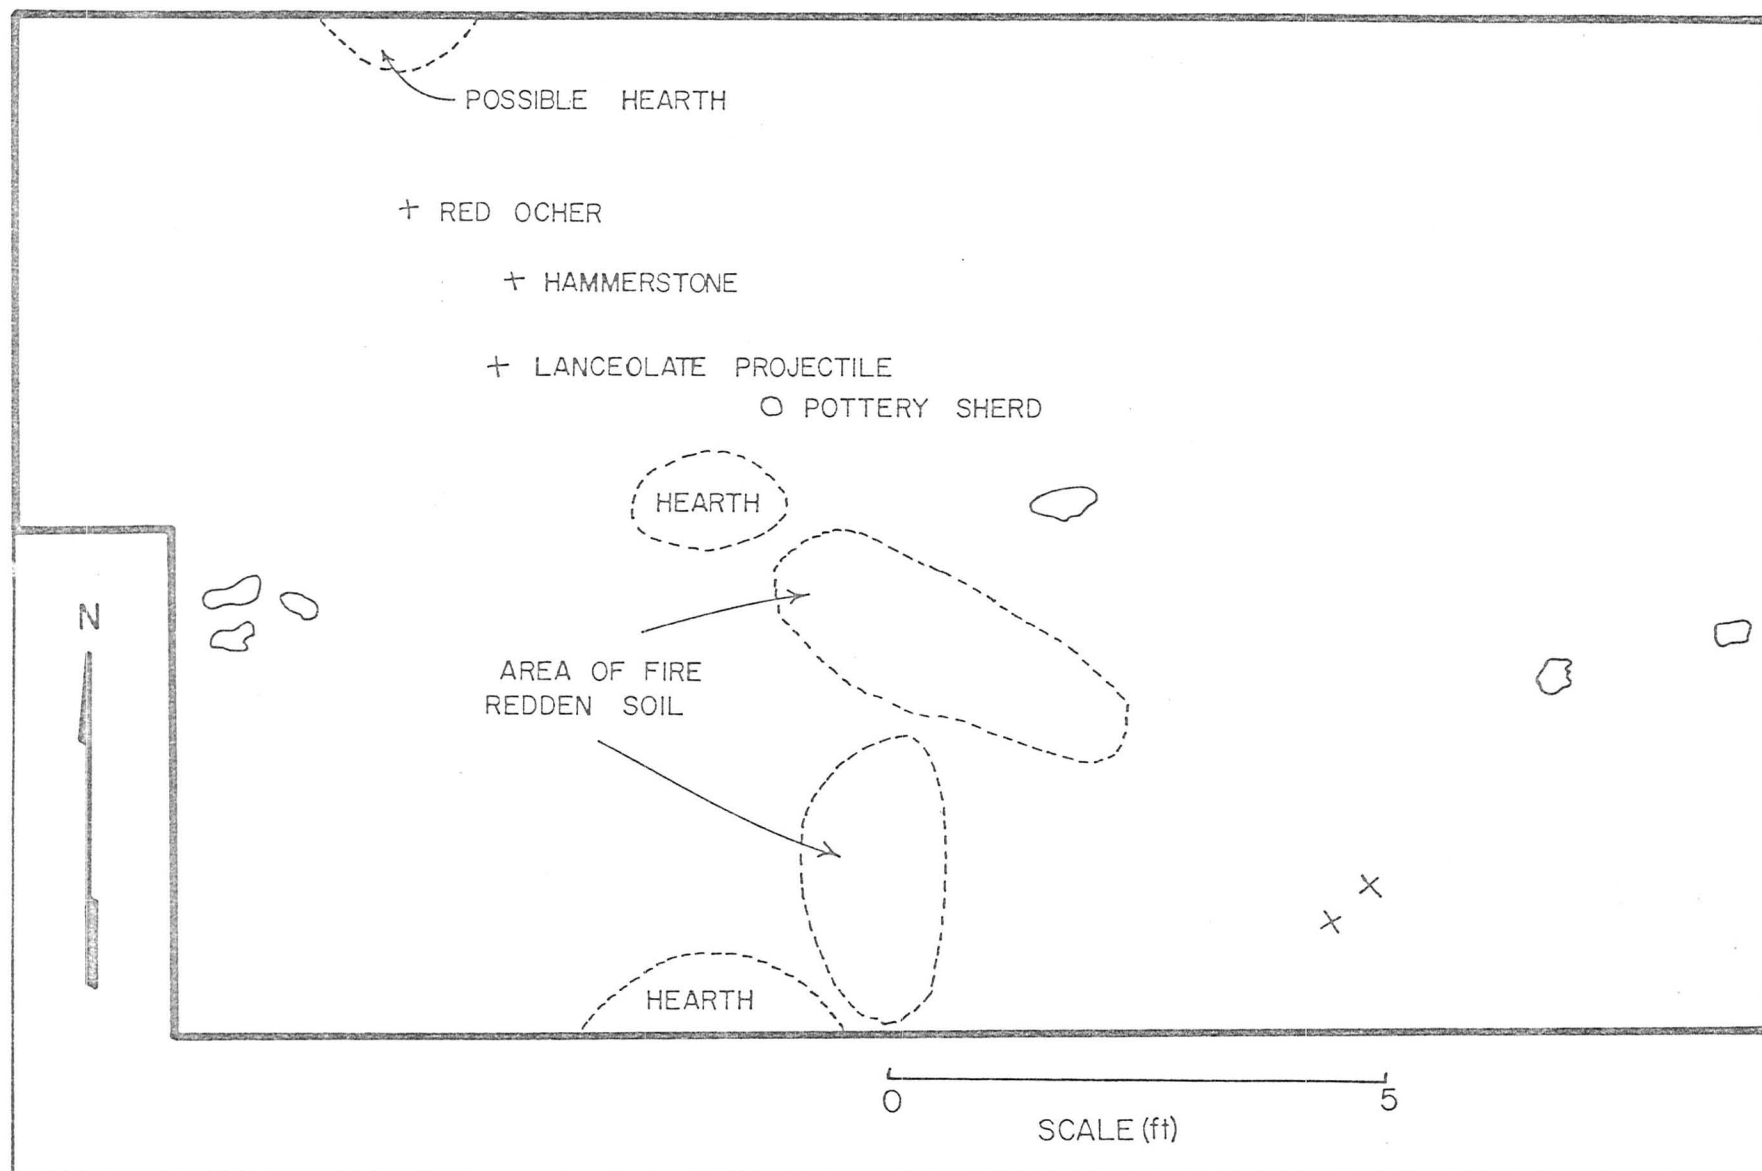 POSSIBLE HEARTH
RED OCHER
HAMMERSTONE
LANCEOLATE PROJECTILE
POTTERY SHERD
HEARTH
N
AREA OF FIRE
REDDEN SOIL
HEARTH
0 5
SCALE (ft)